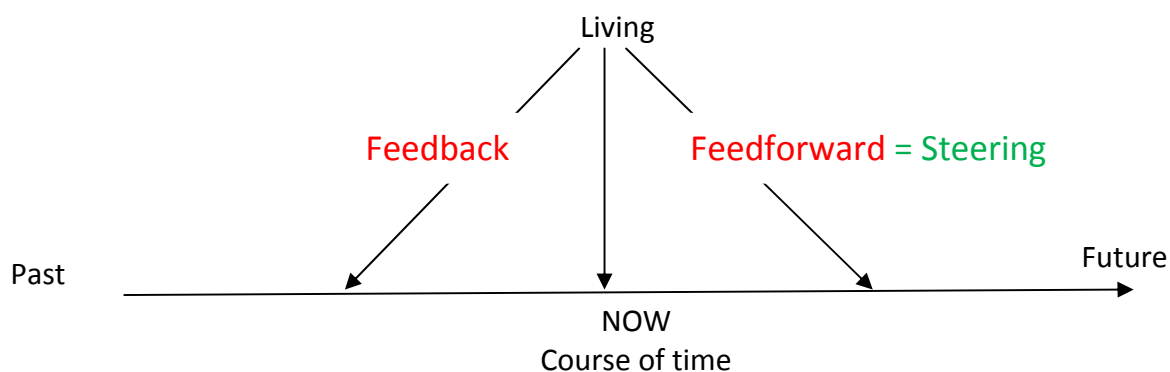 Living
Feedback
Feedforward = Steering
Past
Future
NOW
Course of time